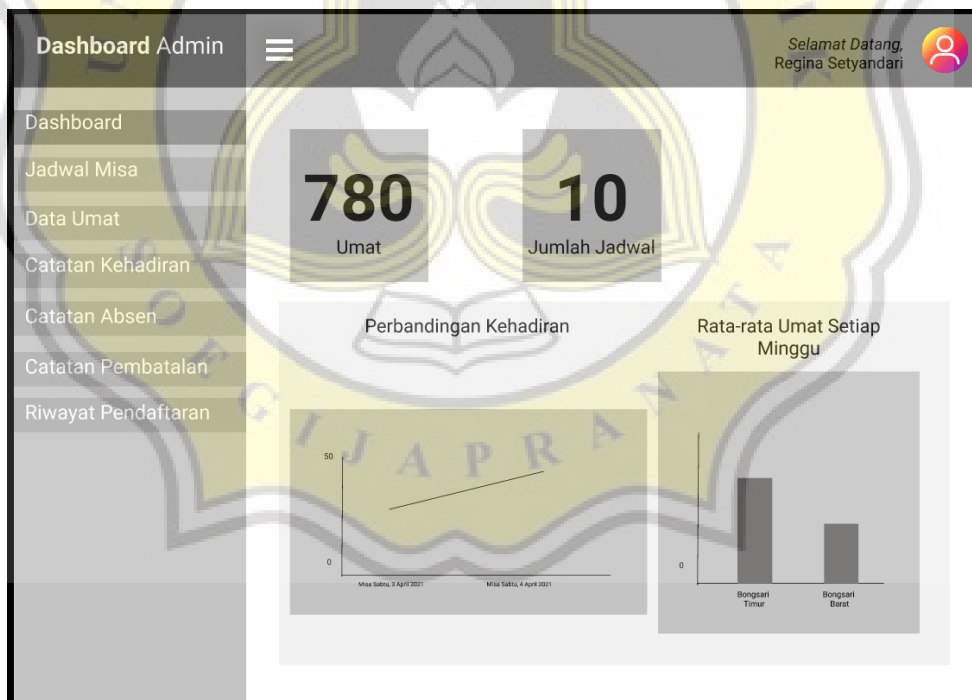 Dashboard Admin
Selamat Datang,
Regina Setyandari
Dashboard
Jadwal Misa
Data Umat
Catatan Kehadiran
Catatan Absen
Catatan Pembatalan
Riwayat Pendaftaran
780
Umat
10
Jumlah Jadwal
Perbandingan Kehadiran
50
0
Misa Sabtu, 3 April 2021
Misa Sabtu, 4 April 2021
Rata-rata Umat Setiap
Minggu
0
Bongsari
Timur
Bongsari
Barat
SOEGIJAPRANATA